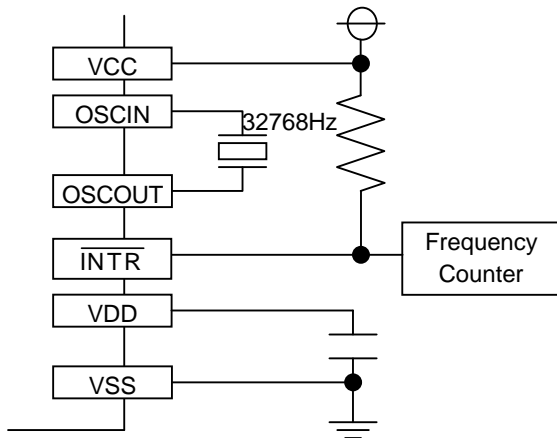 VCC
OSCIN
32768Hz
OSCOUT
INTR
Frequency
Counter
VDD
VSS